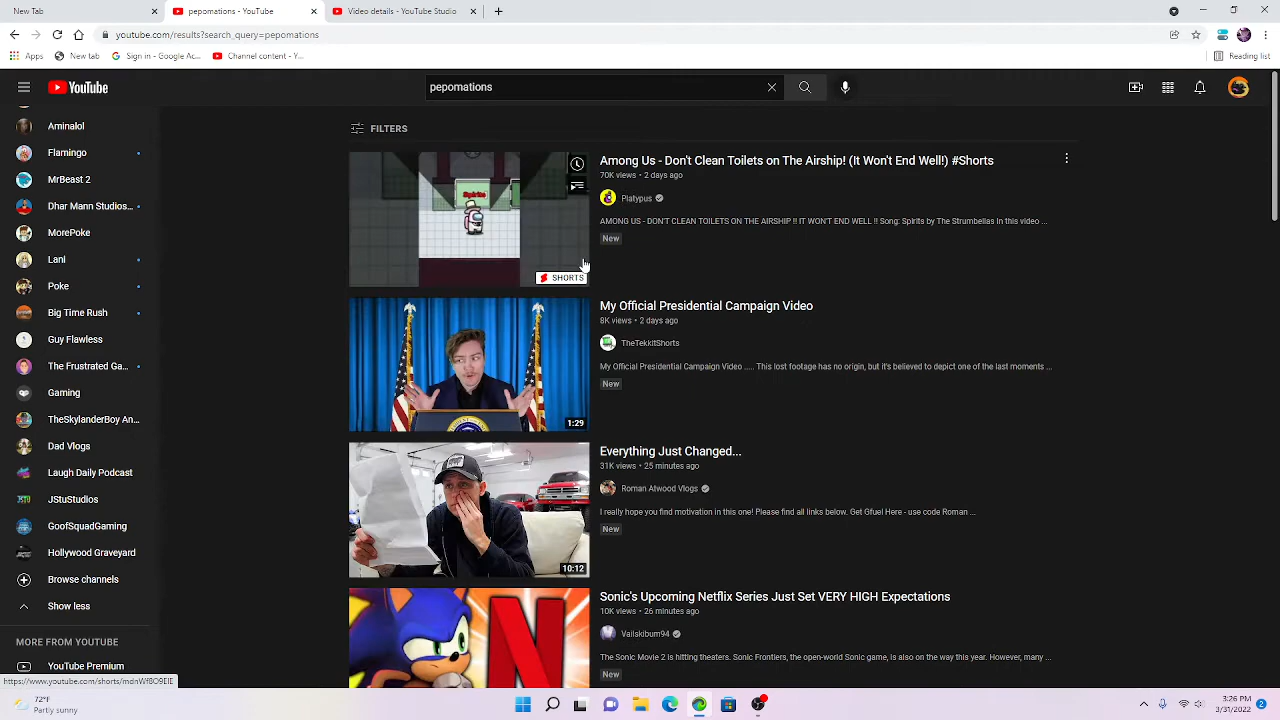 New Tab
pepomations - YouTube
Video details - YouTube Studio
youtube.com/results?search_query=pepomations
Apps
New tab
Sign in - Google Ac...
Channel content - Y...
Reading list
YouTube
pepomations
Aminalol
Flamingo
MrBeast 2
Dhar Mann Studios...
MorePoke
Lani
Foke
Big Time Rush
Guy Flawless
The Frustrated Ga...
Gaming
TheSkylanderBoy An...
Dad Vlogs
Laugh Daily Podcast
JStuStudios
GoofSquadGaming
Hollywood Graveyard
Browse channels
Show less
MORE FROM YOUTUBE
YouTube Premium
FILTERS
Spirits
SHORTS
Among Us - Don't Clean Toilets on The Airship! (It Won't End Well!) #Shorts
70K views • 2 days ago
Platypus
AMONG US - DON'T CLEAN TOILETS ON THE AIRSHIP !! IT WON'T END WELL !! Song: Spirits by The Strumbellas In this video ...
New
1:29
My Official Presidential Campaign Video
8K views • 2 days ago
TheTekkitShorts
My Official Presidential Campaign Video ..... This lost footage has no origin, but it's believed to depict one of the last moments ...
New
10:12
Everything Just Changed...
31K views • 25 minutes ago
Roman Atwood Vlogs
I really hope you find motivation in this one! Please find all links below. Get Gfuel Here - use code Roman ...
New
Sonic's Upcoming Netflix Series Just Set VERY HIGH Expectations
10K views • 26 minutes ago
Vailskibum94
The Sonic Movie 2 is hitting theaters. Sonic Frontiers, the open-world Sonic game, is also on the way this year. However, many ...
New
72°F
Partly sunny
3:26 PM
3/31/2022
2